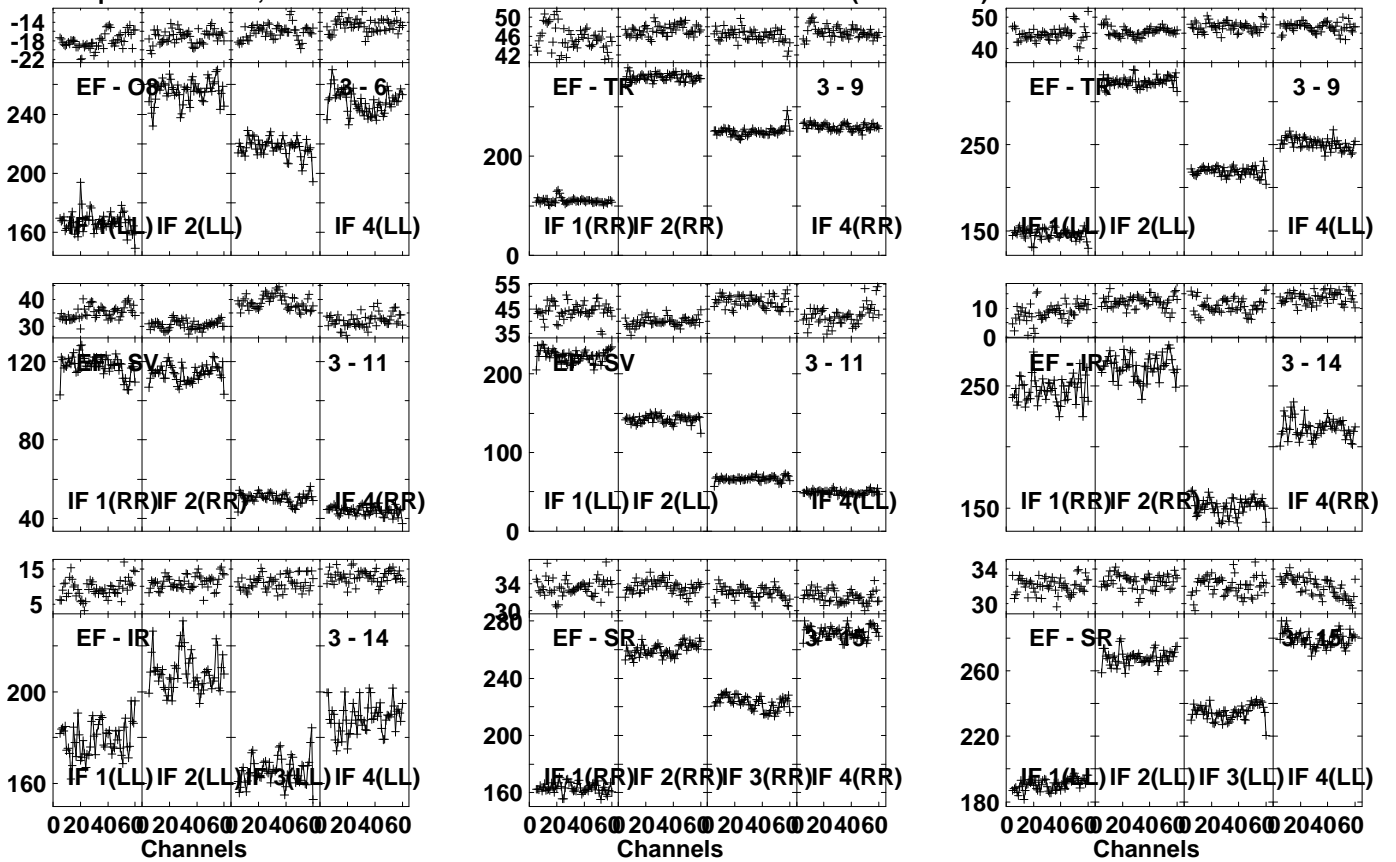 -14
-18
-22
EF - O8
3 - 6
240
220
200
180
160
IF 1(LL) IF 2(LL) IF 4(LL)
50
46
42
EF - TR
3 - 9
200
0
IF 1(RR) IF 2(RR) IF 4(RR)
50
40
EF - TR
3 - 9
250
150
IF 1(LL) IF 2(LL) IF 4(LL)
40
30
EF - SV
3 - 11
120
80
40
IF 1(RR) IF 2(RR) IF 4(RR)
55
45
35
EF - SV
3 - 11
200
100
0
IF 1(LL) IF 2(LL) IF 4(LL)
10
0
EF - IR
3 - 14
250
150
IF 1(RR) IF 2(RR) IF 4(RR)
15
5
EF - IR
3 - 14
200
160
IF 1(LL) IF 2(LL) IF 3(LL) IF 4(LL)
0 204060 0 204060 0 204060 0 204060
Channels
34
30
EF - SR
3 - 15
280
240
200
160
IF 1(RR) IF 2(RR) IF 3(RR) IF 4(RR)
0 204060 0 204060 0 204060 0 204060
Channels
34
30
EF - SR
3 - 15
260
220
180
IF 1(LL) IF 2(LL) IF 3(LL) IF 4(LL)
0 204060 0 204060 0 204060 0 204060
Channels